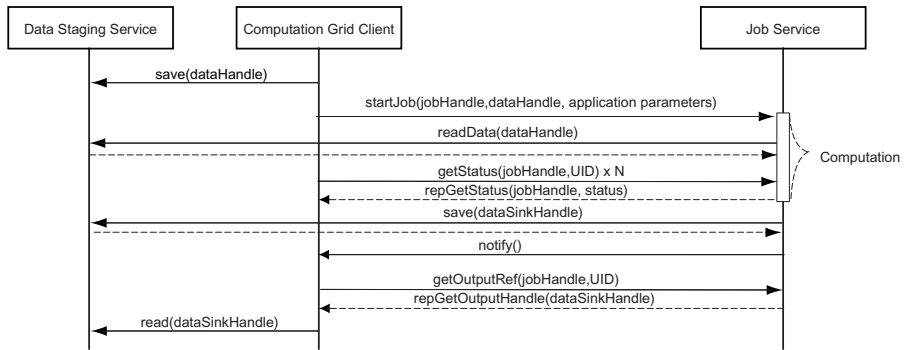 Data Staging Service
Computation Grid Client
Job Service
save(dataHandle)
startJob(jobHandle,dataHandle, application parameters)
readData(dataHandle)
Computation
getStatus(jobHandle,UID) x N
repGetStatus(jobHandle, status)
save(dataSinkHandle)
notify()
getOutputRef(jobHandle,UID)
repGetOutputHandle(dataSinkHandle)
read(dataSinkHandle)